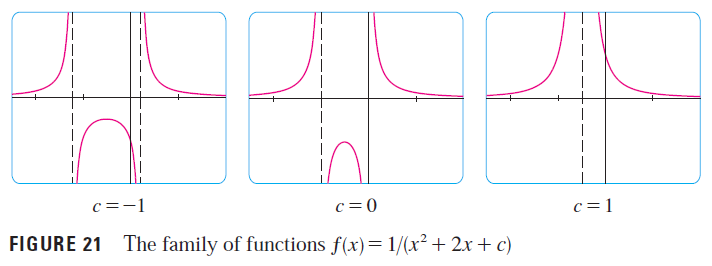 c=−1 c=0 c=1
FIGURE 21 The family of functions f(x)=1/(x²+2x+c)